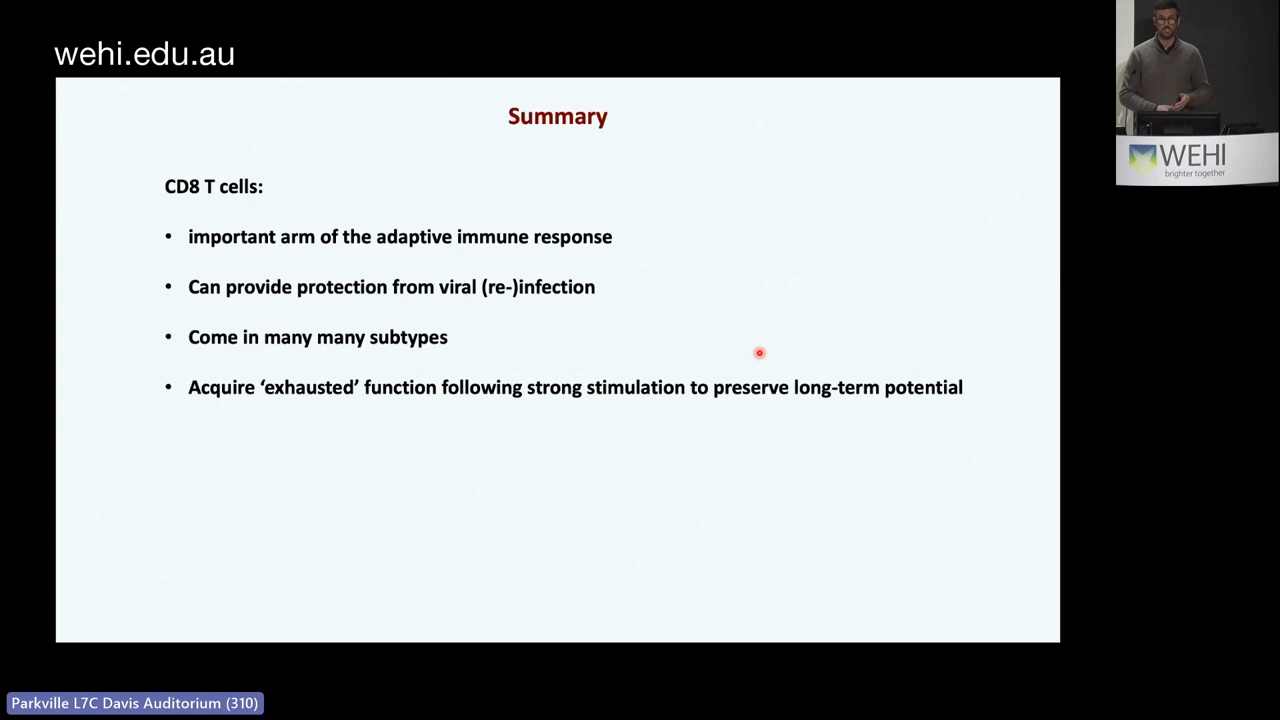 wehi.edu.au
Summary
CD8 T cells:
• important arm of the adaptive immune response
• Can provide protection from viral (re-)infection
• Come in many many subtypes
• Acquire ‘exhausted’ function following strong stimulation to preserve long-term potential
WEHI
brighter together
Parkville L7C Davis Auditorium (310)